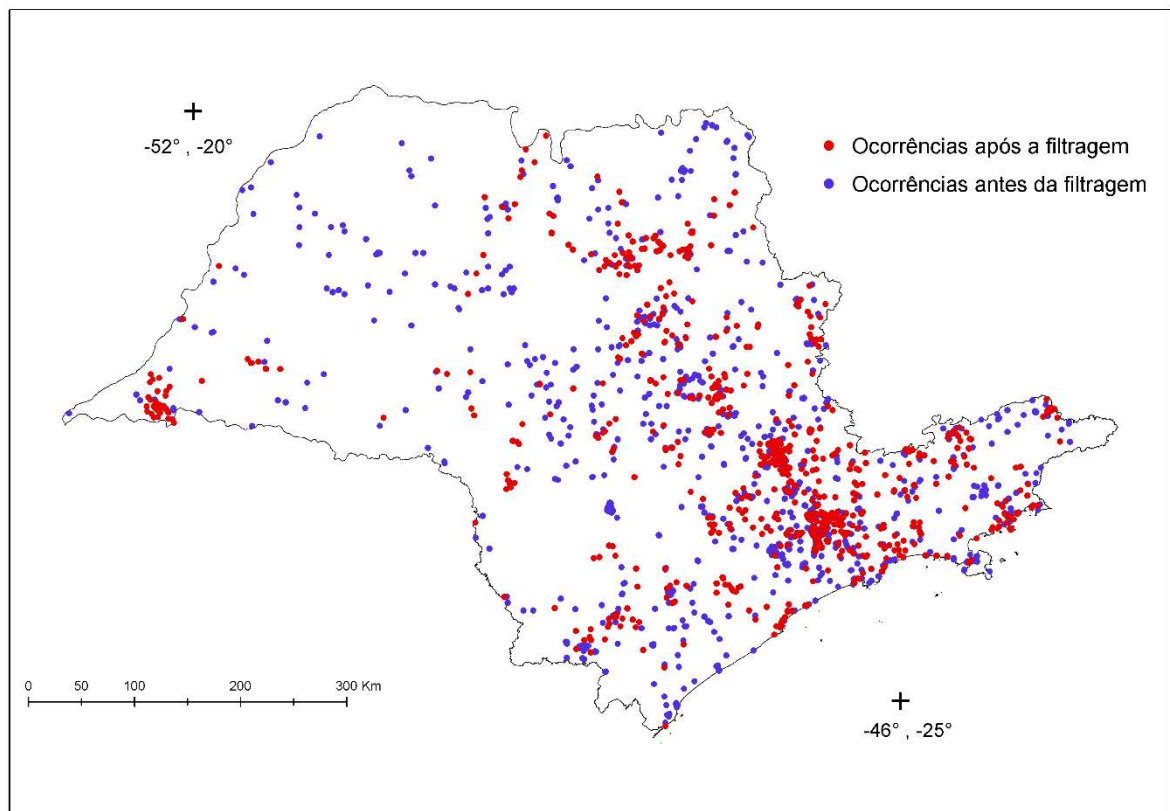 -52° , -20°
Ocorrências após a filtragem
Ocorrências antes da filtragem
0 50 100 200 300 Km
-46° , -25°